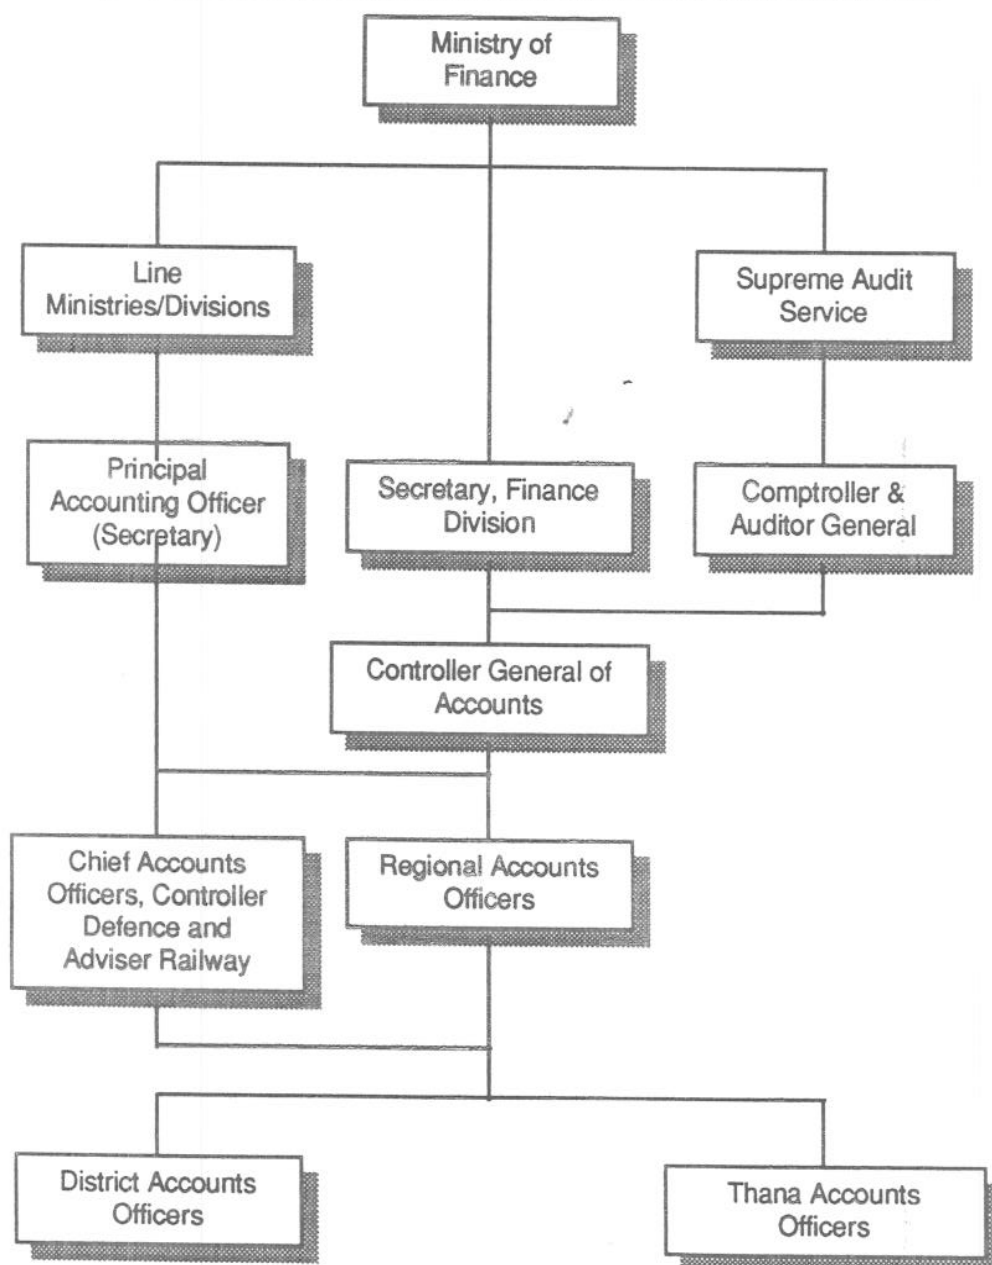 Ministry of
Finance
Line
Ministries/Divisions
Supreme Audit
Service
Principal
Accounting Officer
(Secretary)
Secretary, Finance
Division
Comptroller &
Auditor General
Controller General of
Accounts
Chief Accounts
Officers, Controller
Defence and
Adviser Railway
Regional Accounts
Officers
District Accounts
Officers
Thana Accounts
Officers